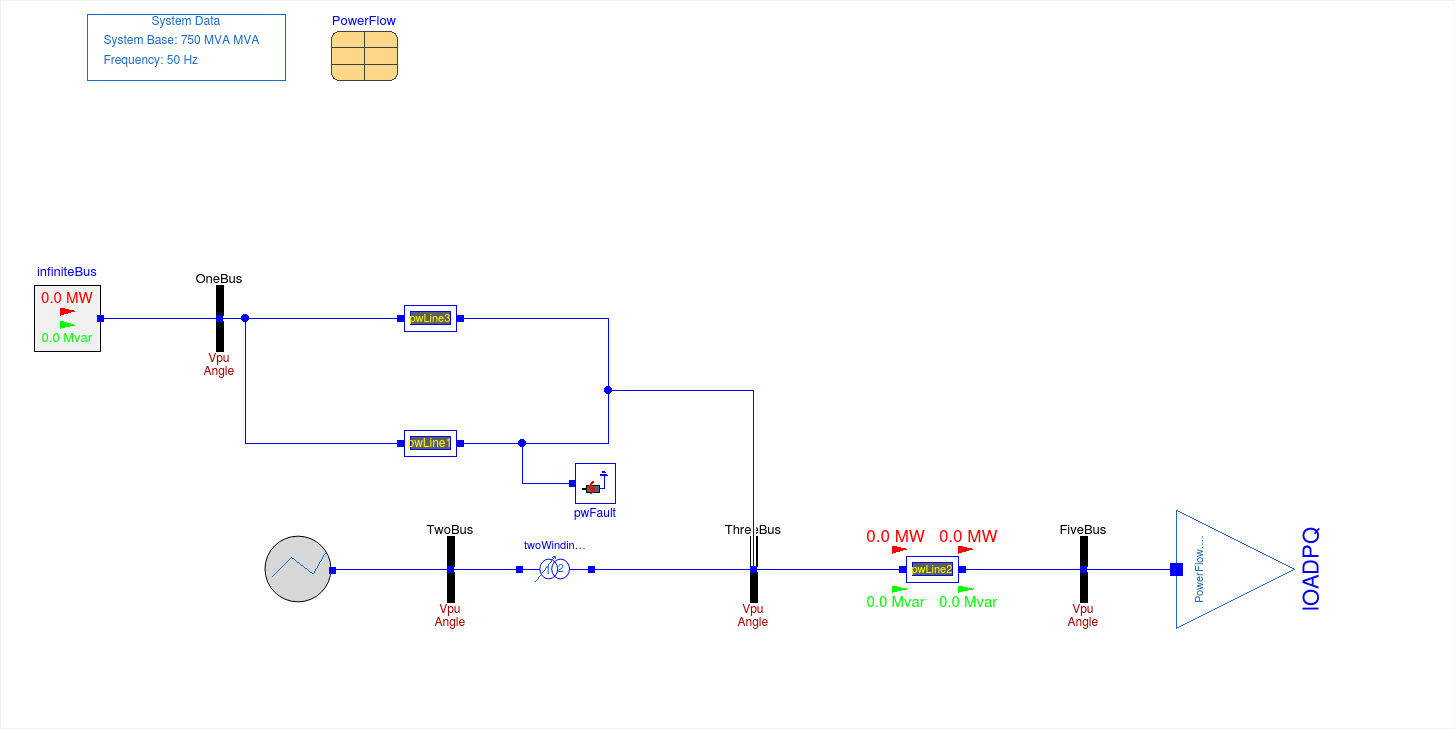 System Data
System Base: 750 MVA MVA
Frequency: 50 Hz
PowerFlow
infiniteBus
0.0 MW
0.0 Mvar
OneBus
Vpu
Angle
pwLine3
pwLine1
pwFault
TwoBus
Vpu
Angle
twoWindin...
1 2
ThreeBus
Vpu
Angle
0.0 MW 0.0 MW
pwLine2
0.0 Mvar 0.0 Mvar
FiveBus
Vpu
Angle
PowerFlow....
lOADPQ